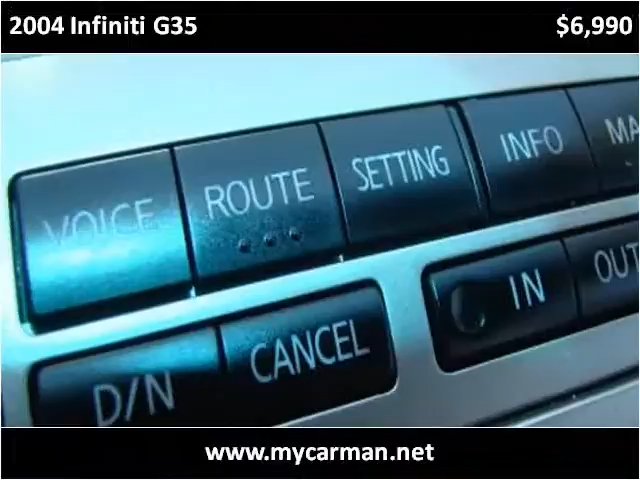 2004 Infiniti G35 $6,990
VOICE ROUTE SETTING INFO
D/N CANCEL IN
www.mycarman.net